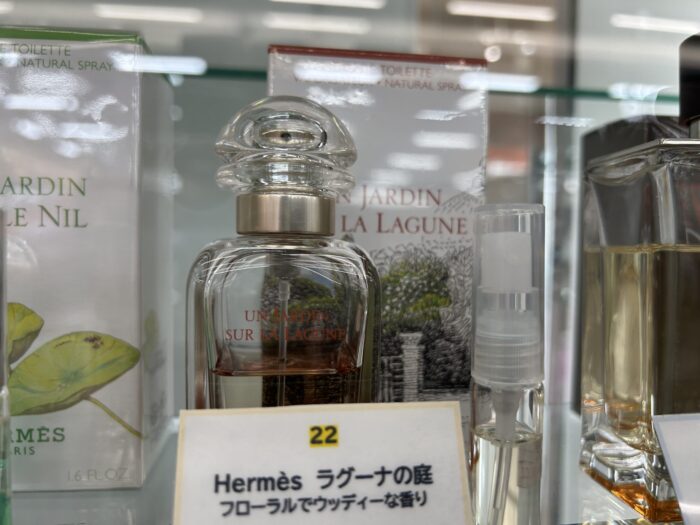 TOILETTE
NATURAL SPRAY
ARDIN
LE NIL
RMÈS
RIS
1.6 FL.OZ
TOILETTE
NATURAL SPRAY
N JARDIN
LA LAGUNE
UN JARDIN
SUR LA LAGUNE
22
Hermès ラグーナの庭
フローラルでウッディーな香り